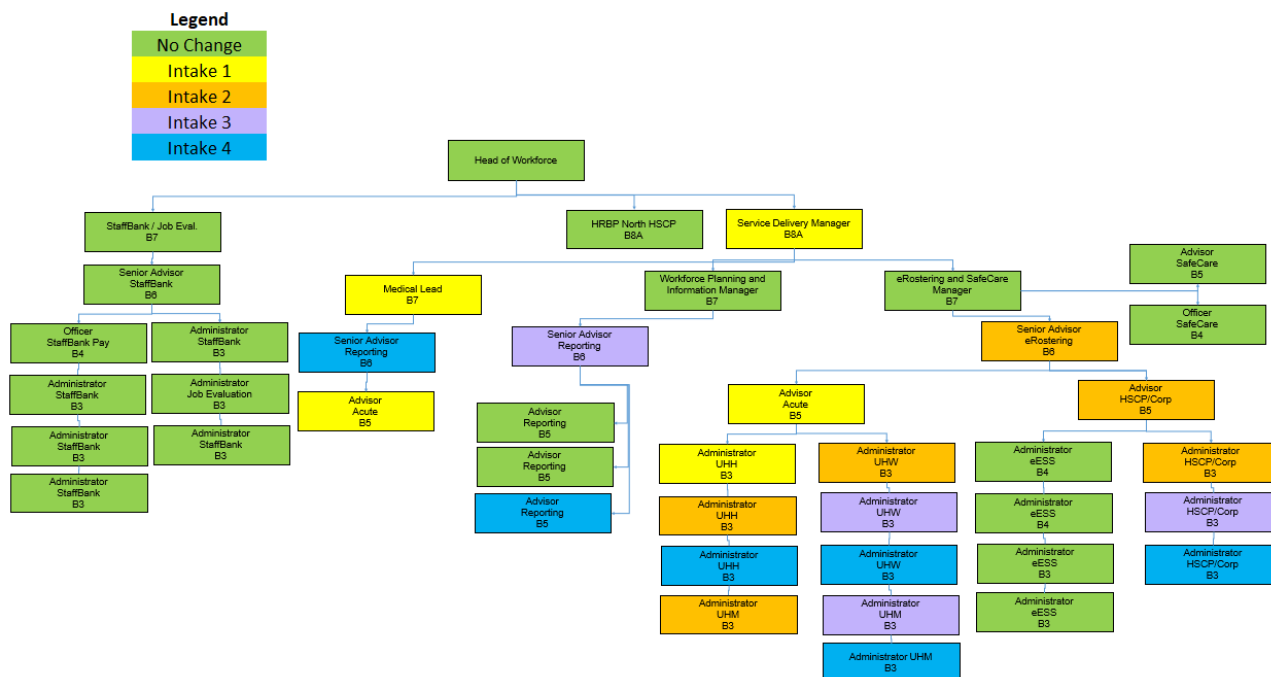 Legend
No Change
Intake 1
Intake 2
Intake 3
Intake 4
Head of Workforce
StaffBank / Job Eval.
B7
HRBP North HSCP
B8A
Service Delivery Manager
B8A
Senior Advisor
StaffBank
B6
Medical Lead
B7
Workforce Planning and
Information Manager
B7
eRostering and SafeCare
Manager
B7
Advisor
SafeCare
B5
Officer
SafeCare
B4
Officer
StaffBank Pay
B4
Administrator
StaffBank
B3
Administrator
StaffBank
B3
Administrator
StaffBank
B3
Administrator
StaffBank
B3
Administrator
Job Evaluation
B3
Administrator
StaffBank
B3
Senior Advisor
Reporting
B6
Advisor
Acute
B5
Senior Advisor
Reporting
B6
Advisor
Reporting
B5
Advisor
Reporting
B5
Advisor
Reporting
B5
Senior Advisor
eRostering
B6
Advisor
Acute
B5
Advisor
HSCP/Corp
B5
Administrator
UHH
B3
Administrator
UHH
B3
Administrator
UHH
B3
Administrator
UHM
B3
Administrator
UHW
B3
Administrator
UHW
B3
Administrator
UHW
B3
Administrator
UHM
B3
Administrator UHM
B3
Administrator
eESS
B4
Administrator
eESS
B4
Administrator
eESS
B3
Administrator
eESS
B3
Administrator
HSCP/Corp
B3
Administrator
HSCP/Corp
B3
Administrator
HSCP/Corp
B3